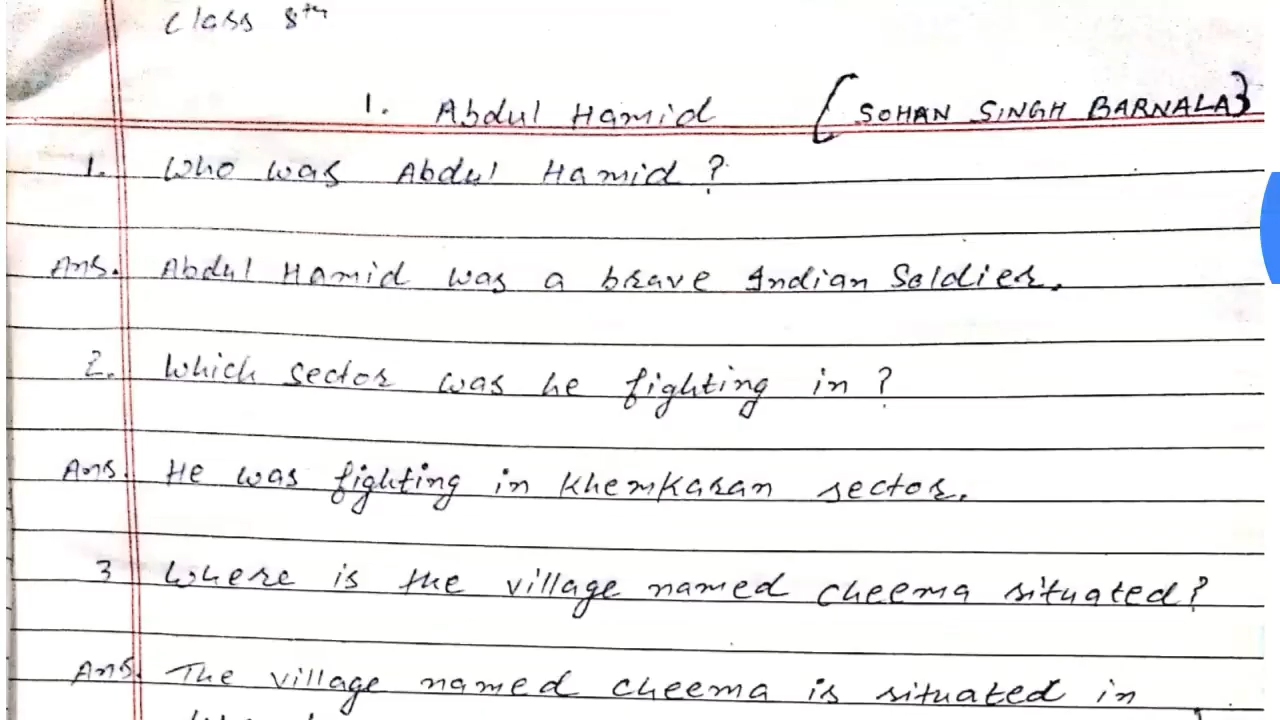 Class 8th
1. Abdul Hamid [SOHAN SINGH BARNALA}
1. Who was Abdul Hamid ?
Ans. Abdul Hamid was a brave Indian Soldier.
2. Which sector was he fighting in ?
Ans. He was fighting in Khemkaran sector.
3 Where is the village named cheema situated?
Ans. The village named cheema is situated in